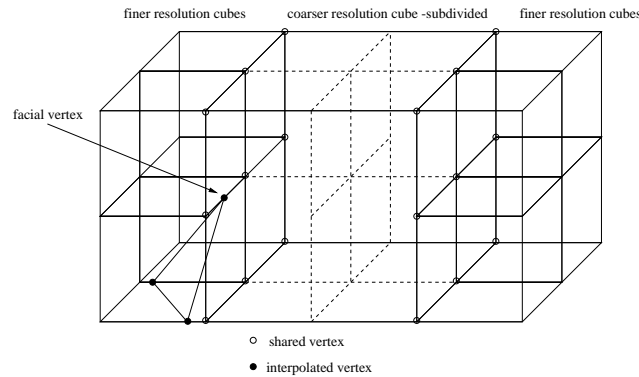 finer resolution cubes
coarser resolution cube -subdivided
finer resolution cubes
facial vertex
shared vertex
interpolated vertex